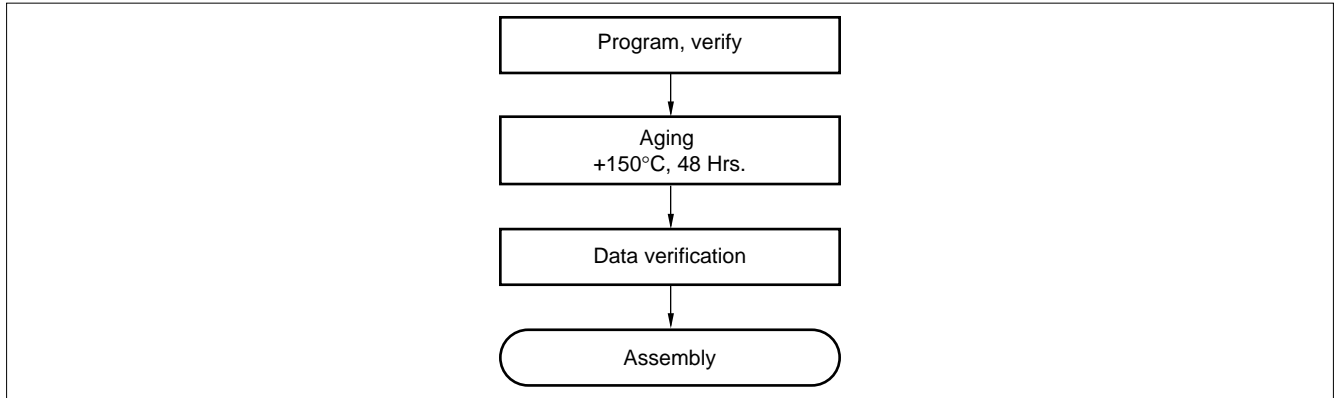 Program, verify
Aging
+150°C, 48 Hrs.
Data verification
Assembly